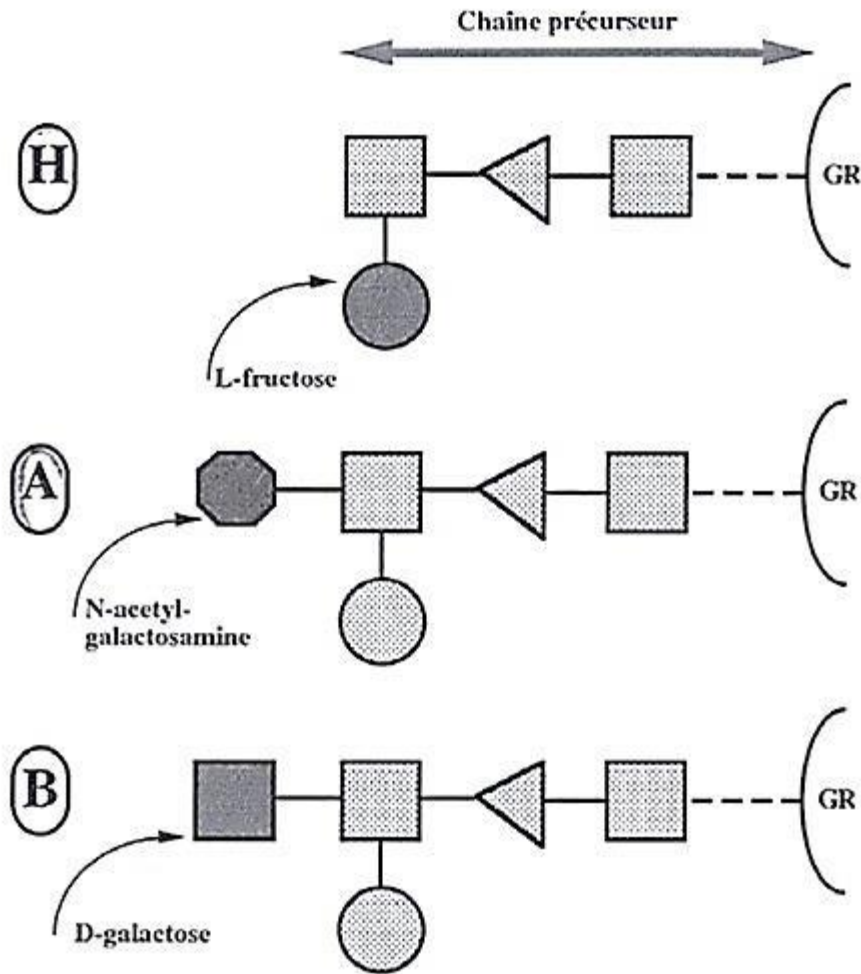 Chaîne précurseur
H
GR
L-fructose
A
GR
N-acetyl-
galactosamine
B
GR
D-galactose